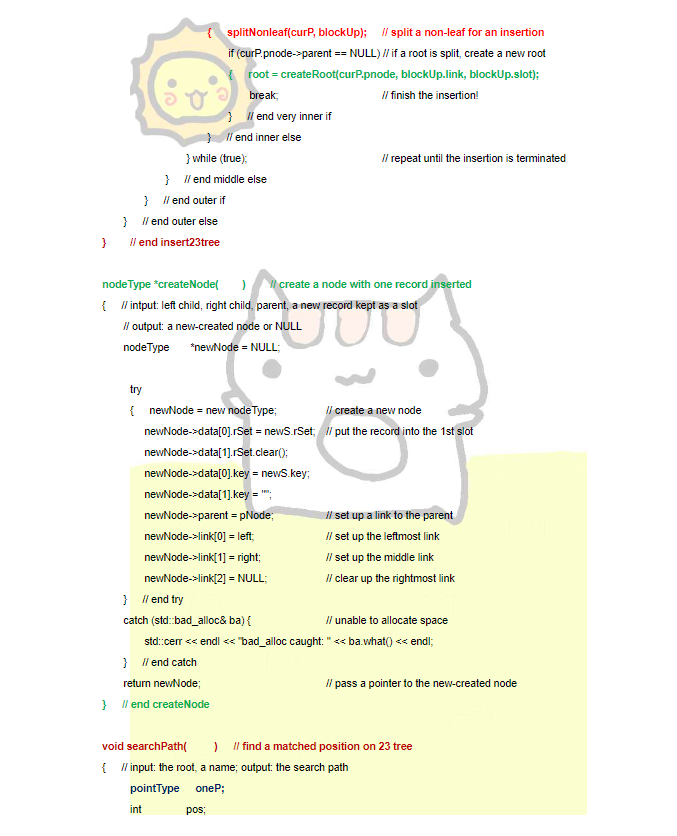 { splitNonleaf(curP, blockUp); // split a non-leaf for an insertion
if (curP.pnode->parent == NULL) // if a root is split, create a new root
{ root = createRoot(curP.pnode, blockUp.link, blockUp.slot);
break; // finish the insertion!
} // end very inner if
} // end inner else
} while (true); // repeat until the insertion is terminated
} // end middle else
} // end outer if
} // end outer else
} // end insert23tree
nodeType *createNode( ) // create a node with one record inserted
{ // intput: left child, right child, parent, a new record kept as a slot
// output: a new-created node or NULL
nodeType *newNode = NULL;
try
{ newNode = new nodeType; // create a new node
newNode->data[0].rSet = newS.rSet; // put the record into the 1st slot
newNode->data[1].rSet.clear();
newNode->data[0].key = newS.key;
newNode->data[1].key = "";
newNode->parent = pNode; // set up a link to the parent
newNode->link[0] = left; // set up the leftmost link
newNode->link[1] = right; // set up the middle link
newNode->link[2] = NULL; // clear up the rightmost link
} // end try
catch (std::bad_alloc& ba) { // unable to allocate space
std::cerr << endl << "bad_alloc caught: " << ba.what() << endl;
} // end catch
return newNode; // pass a pointer to the new-created node
} // end createNode
void searchPath( ) // find a matched position on 23 tree
{ // input: the root, a name; output: the search path
pointType oneP;
int pos;